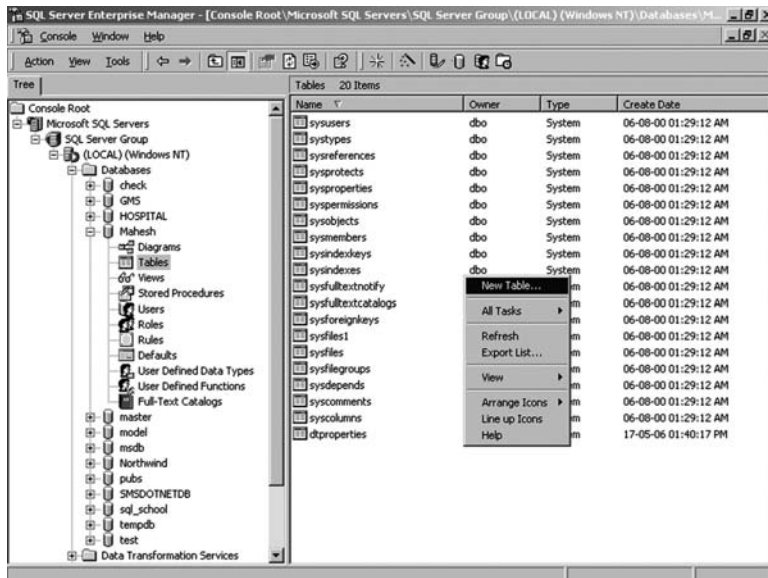 SQL Server Enterprise Manager - [Console Root\Microsoft SQL Servers\SQL Server Group\(LOCAL) (Windows NT)\Databases\M...
Console Window Help
Action View Tools
Tree
Tables 20 Items
Console Root
Microsoft SQL Servers
SQL Server Group
(LOCAL) (Windows NT)
Databases
check
GMS
HOSPITAL
Mahesh
Diagrams
Tables
Views
Stored Procedures
Users
Roles
Rules
Defaults
User Defined Data Types
User Defined Functions
Full-Text Catalogs
master
model
msdb
Northwind
pubs
SMSDOTNETDB
sql_school
tempdb
test
Data Transformation Services
Name Owner Type Create Date
sysusers dbo System 06-08-00 01:29:12 AM
systypes dbo System 06-08-00 01:29:12 AM
sysreferences dbo System 06-08-00 01:29:12 AM
sysprotects dbo System 06-08-00 01:29:12 AM
sysproperties dbo System 06-08-00 01:29:12 AM
syspermissions dbo System 06-08-00 01:29:12 AM
sysobjects dbo System 06-08-00 01:29:12 AM
sysmembers dbo System 06-08-00 01:29:12 AM
sysindexkeys dbo System 06-08-00 01:29:12 AM
sysindexes dbo System 06-08-00 01:29:12 AM
sysfulltextnotify em 06-08-00 01:29:12 AM
sysfulltextcatalogs em 06-08-00 01:29:12 AM
sysforeignkeys em 06-08-00 01:29:12 AM
sysfiles1 em 06-08-00 01:29:12 AM
sysfiles em 06-08-00 01:29:12 AM
sysfilegroups em 06-08-00 01:29:12 AM
sysdepends em 06-08-00 01:29:12 AM
syscomments em 06-08-00 01:29:12 AM
syscolumns em 06-08-00 01:29:12 AM
dtproperties em 17-05-06 01:40:17 PM
New Table...
All Tasks
Refresh
Export List...
View
Arrange Icons
Line up Icons
Help